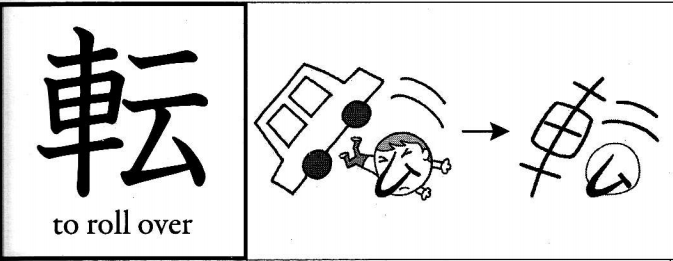 転
to roll over